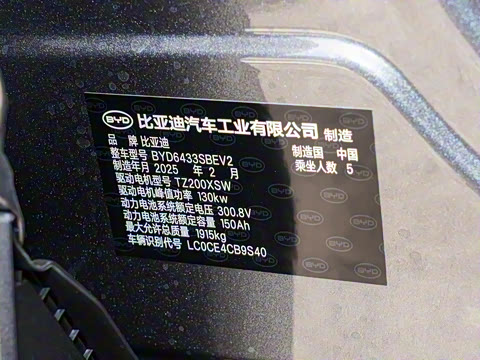 BYD 比亚迪汽车工业有限公司 制造
品 牌 比亚迪 制造国 中国
整车型号 BYD6433SBEV2 乘坐人数 5
制造年月 2025 年 2 月
驱动电机型号 TZ200XSW
驱动电机峰值功率 130kw
动力电池系统额定电压 300.8V
动力电池系统额定容量 150Ah
最大允许总质量 1915kg
车辆识别代号 LC0CE4CB9S40